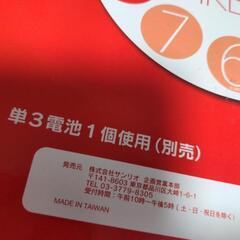 7 6
単3電池1個使用(別売)
発売元 株式会社サンリオ 企画営業本部
〒141-8603 東京都品川区大崎1-6-1
TEL 03-3779-8305
受付時間:午前10時〜午後5時(土・日・祝日を除く)
MADE IN TAIWAN